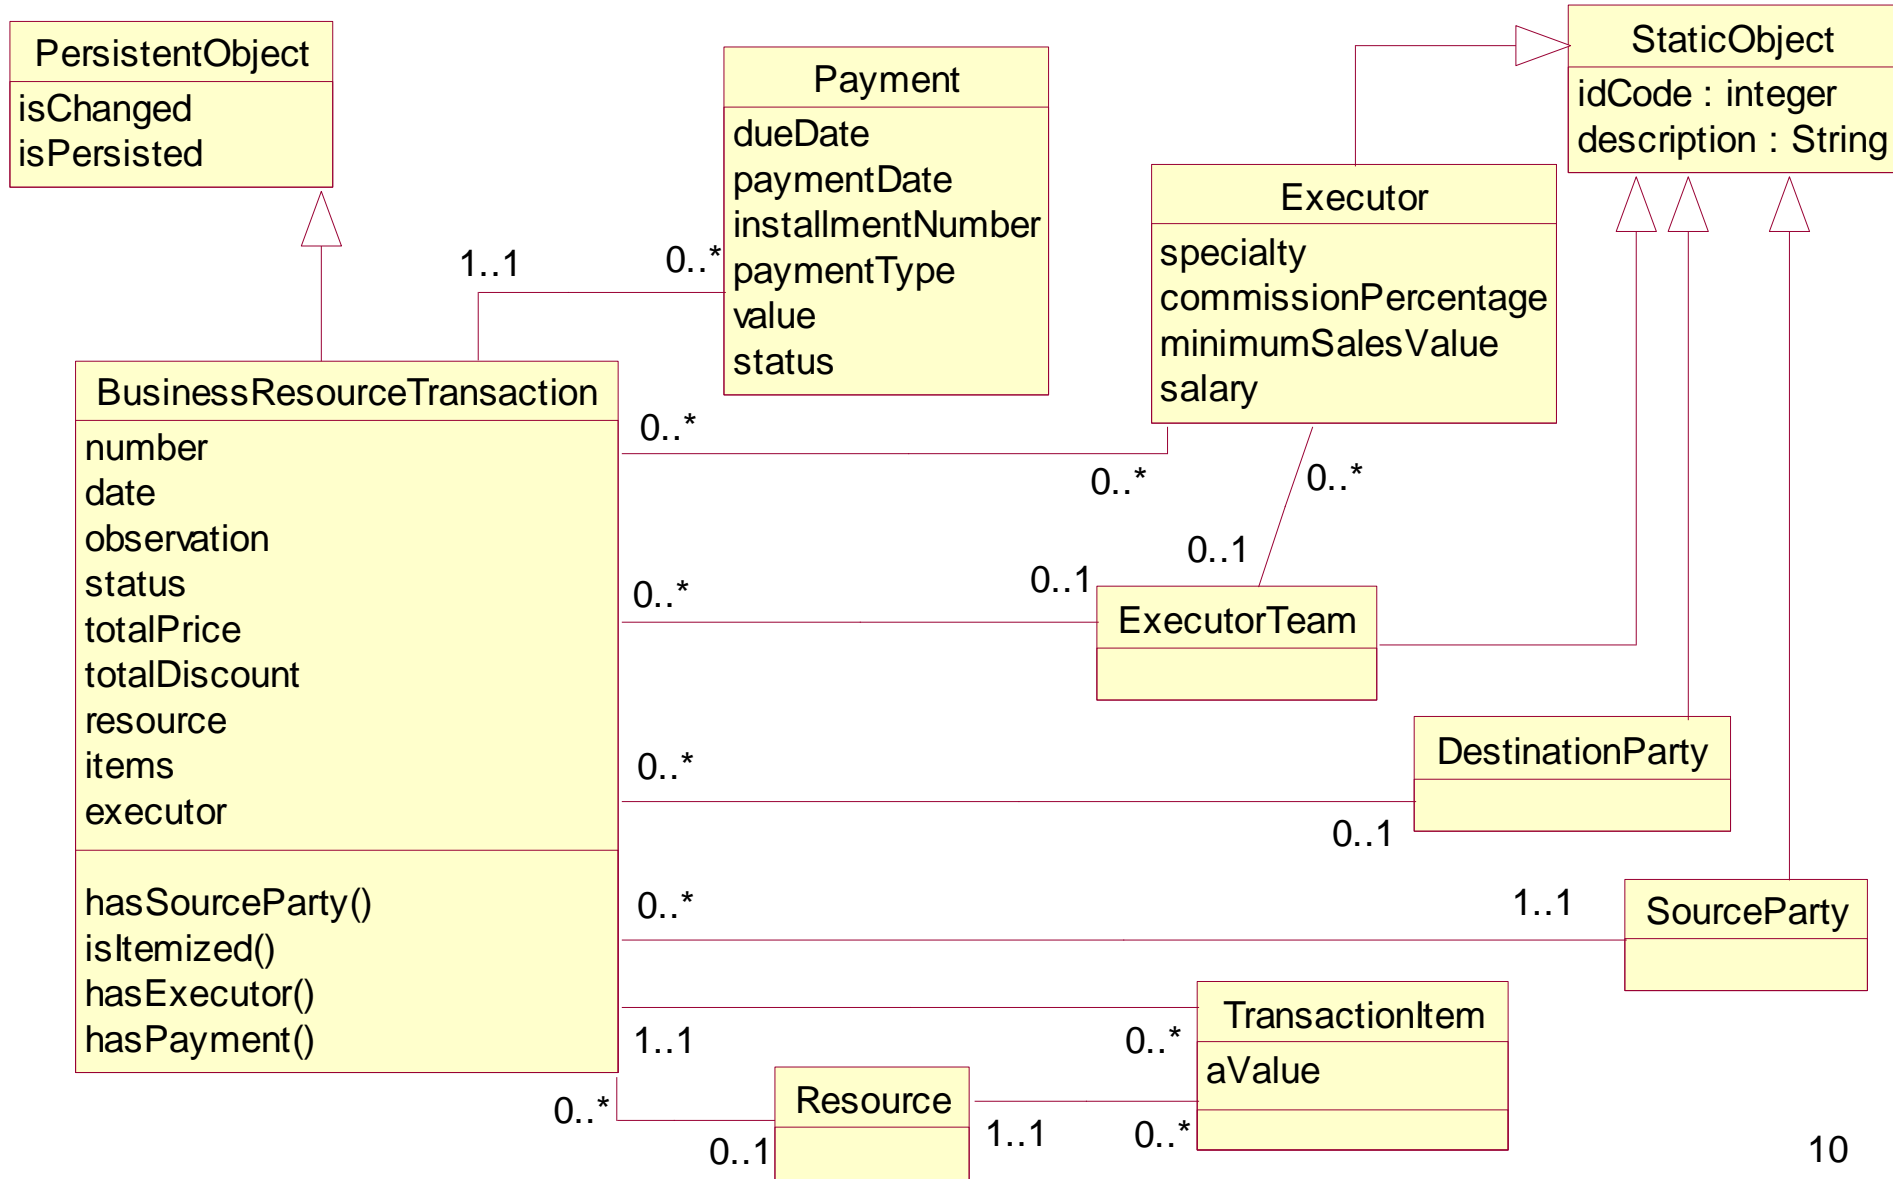 PersistentObject
isChanged
isPersisted
Payment
dueDate
paymentDate
installmentNumber
paymentType
value
status
StaticObject
idCode : integer
description : String
Executor
specialty
commissionPercentage
minimumSalesValue
salary
1..1
0..*
BusinessResourceTransaction
number
date
observation
status
totalPrice
totalDiscount
resource
items
executor
hasSourceParty()
isItemized()
hasExecutor()
hasPayment()
0..*
0..*
0..*
0..1
0..*
0..1
ExecutorTeam
0..*
0..1
DestinationParty
0..*
1..1
SourceParty
1..1
0..*
TransactionItem
aValue
0..*
0..1
Resource
1..1
0..*
10